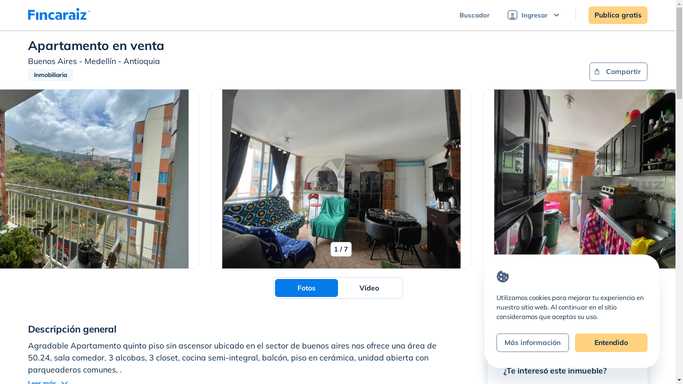 Fincaraiz
Buscador
Ingresar
Publica gratis
Apartamento en venta
Buenos Aires - Medellín - Antioquia
Inmobiliaria
Compartir
1 / 7
Fotos
Video
Descripción general
Agradable Apartamento quinto piso sin ascensor ubicado en el sector de buenos aires nos ofrece una área de
50.24, sala comedor, 3 alcobas, 3 closet, cocina semi-integral, balcón, piso en cerámica, unidad abierta con
parqueaderos comunes, .
Leer más
Utilizamos cookies para mejorar tu experiencia en
nuestro sitio web. Al continuar en el sitio
consideramos que aceptas su uso.
Más información
Entendido
¿Te interesó este inmueble?